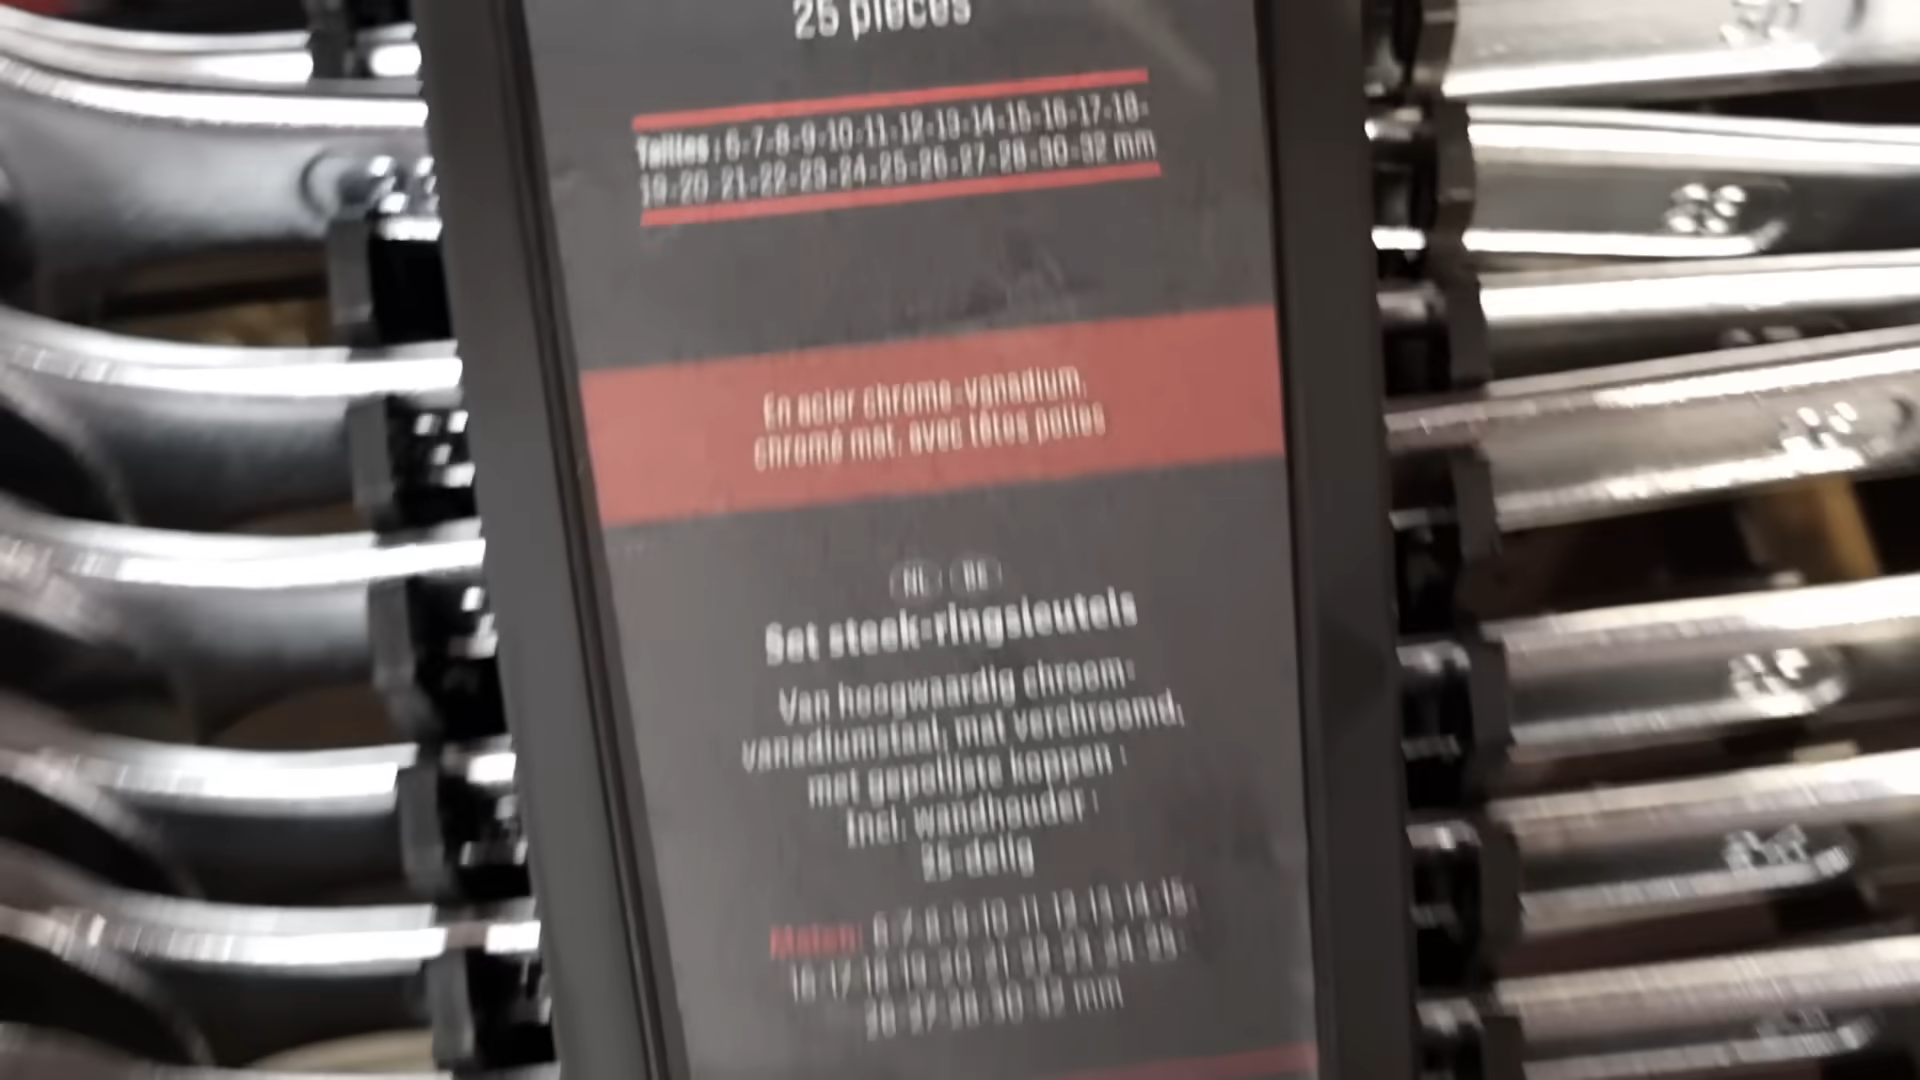 25 pièces
Tailles : 6-7-8-9-10-11-12-13-14-15-16-17-18-
19-20-21-22-23-24-25-26-27-28-30-32 mm
En acier chrome-vanadium,
chromé mat, avec têtes polies
NL BE
Set steek-ringsleutels
Van hoogwaardig chroom-
vanadiumstaal, mat verchroomd,
met gepolijste koppen
Incl. wandhouder
25-delig
Maten: 6-7-8-9-10-11-12-13-14-15-
16-17-18-19-20-21-22-23-24-25-
26-27-28-30-32 mm